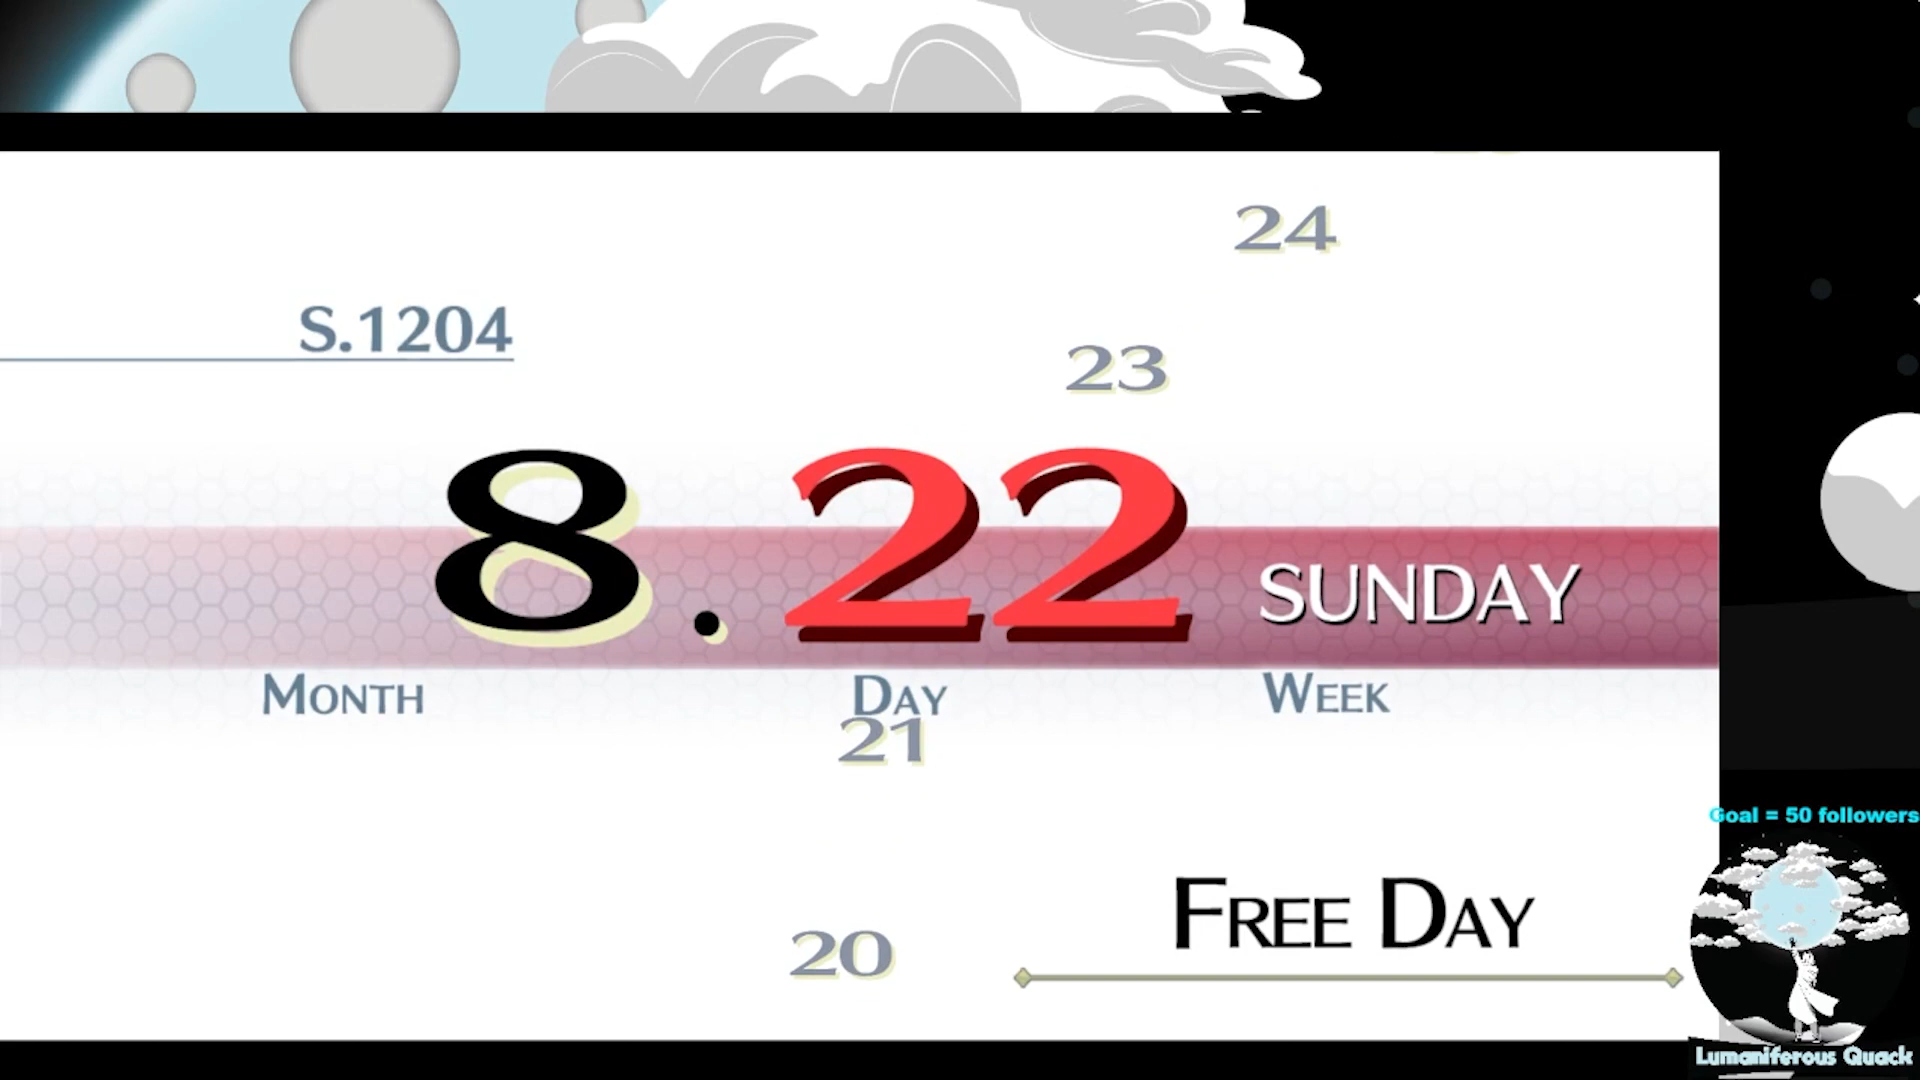 24
S.1204
23
8.22 SUNDAY
MONTH DAY WEEK
21
Goal = 50 followers
FREE DAY
20
Lumaniferous Quack